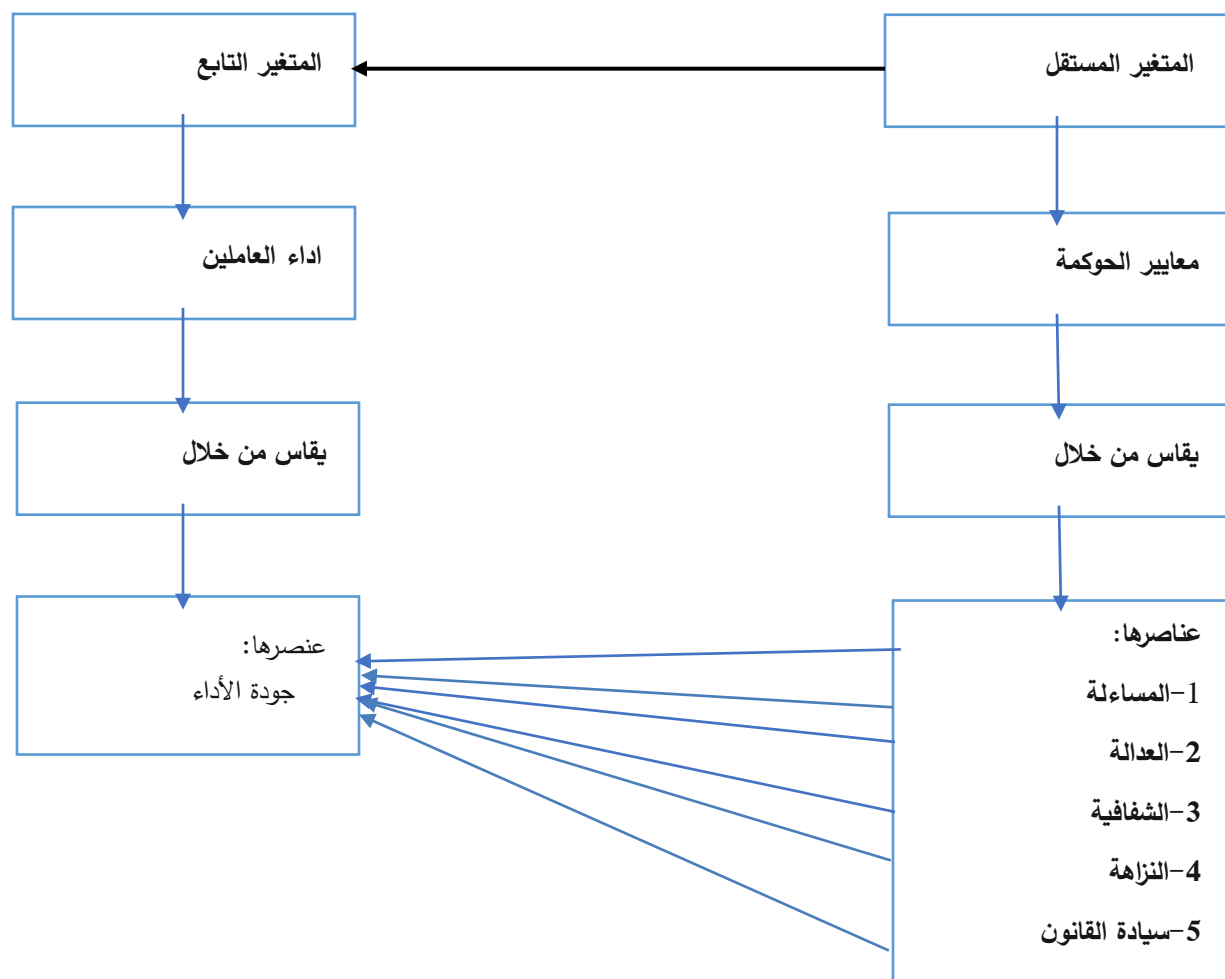 المتغير المستقل
المتغير التابع
معايير الحوكمة
اداء العاملين
يقاس من خلال
يقاس من خلال
عناصرها:
1-المساءلة
2-العدالة
3-الشفافية
4-النزاهة
5-سيادة القانون
عنصرها:
جودة الأداء